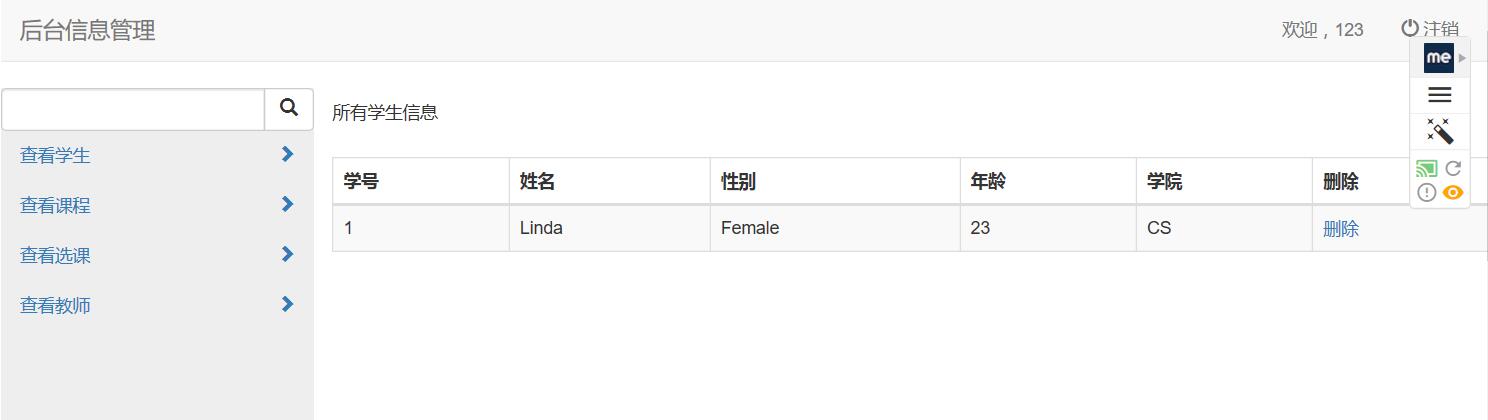 后台信息管理
欢迎，123 注销
me
所有学生信息
查看学生
查看课程
查看选课
查看教师
学号 姓名 性别 年龄 学院 删除
1 Linda Female 23 CS 删除